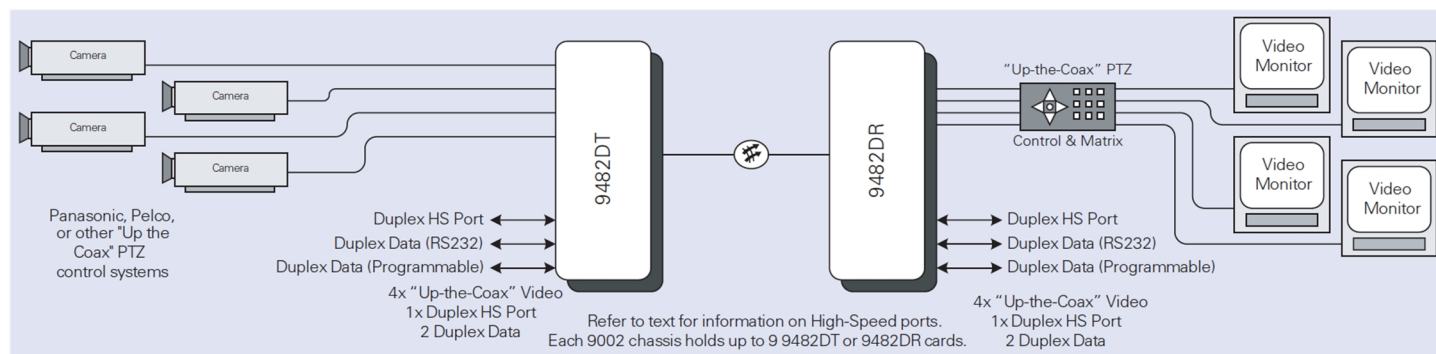 Camera
Camera
Camera
Camera
Panasonic, Pelco,
or other "Up the
Coax" PTZ
control systems
9482DT
Duplex HS Port
Duplex Data (RS232)
Duplex Data (Programmable)
4x “Up-the-Coax” Video
1x Duplex HS Port
2 Duplex Data
9482DR
“Up-the-Coax” PTZ
Control & Matrix
Video
Monitor
Video
Monitor
Video
Monitor
Video
Monitor
Duplex HS Port
Duplex Data (RS232)
Duplex Data (Programmable)
4x “Up-the-Coax” Video
1x Duplex HS Port
2 Duplex Data
Refer to text for information on High-Speed ports.
Each 9002 chassis holds up to 9 9482DT or 9482DR cards.